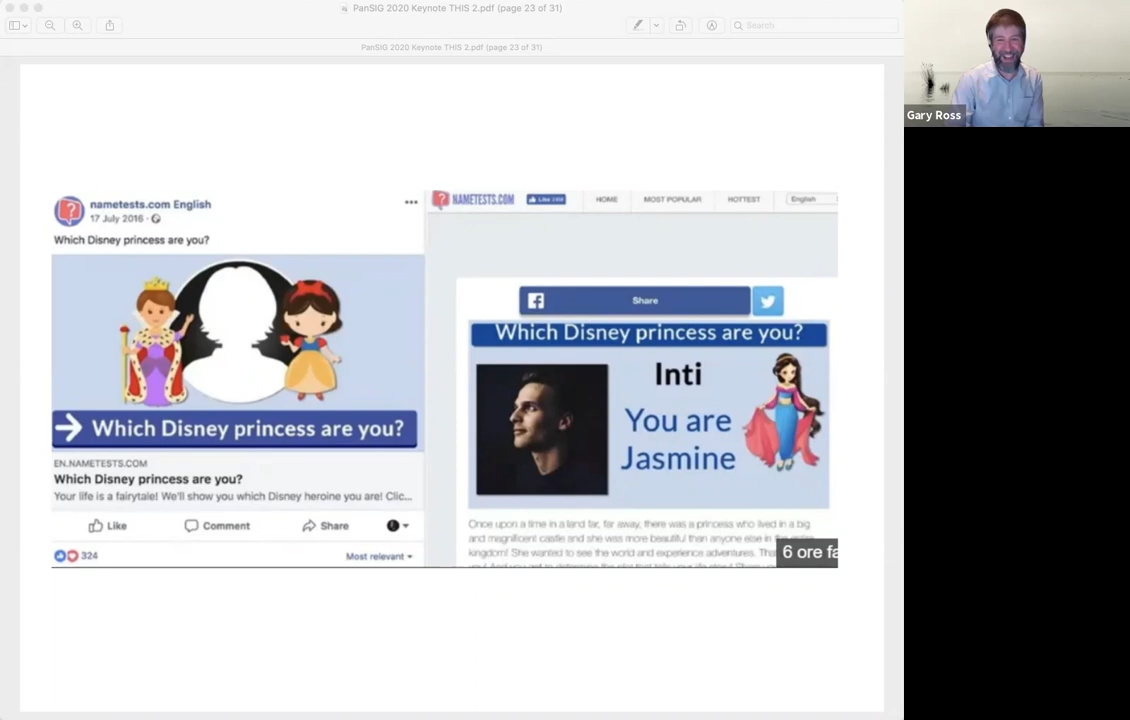 PanSIG 2020 Keynote THIS 2.pdf (page 23 of 31)
Search
PanSIG 2020 Keynote THIS 2.pdf (page 23 of 31)
Gary Ross
nametests.com English
17 July 2016
Which Disney princess are you?
Which Disney princess are you?
EN.NAMETESTS.COM
Which Disney princess are you?
Your life is a fairytale! We'll show you which Disney heroine you are! Clic...
Like Comment Share
324 Most relevant
NAMETESTS.COM Like HOME MOST POPULAR HOTTEST English
Share
Which Disney princess are you?
Inti
You are
Jasmine
Once upon a time in a land far, far away, there was a princess who lived in a big
and magnificent castle and she was more beautiful than anyone else in the entire
kingdom! She wanted to see the world and experience adventures.
6 ore fa